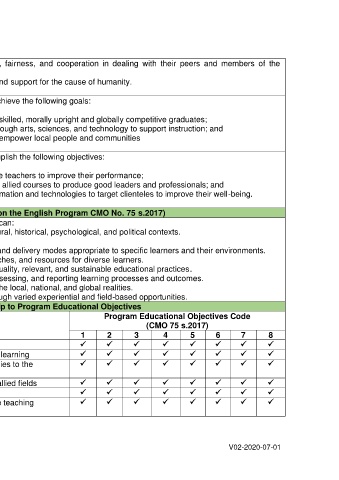 , fairness, and cooperation in dealing with their peers and members of the
nd support for the cause of humanity.
chieve the following goals:
skilled, morally upright and globally competitive graduates;
ough arts, sciences, and technology to support instruction; and
empower local people and communities
plish the following objectives:
e teachers to improve their performance;
allied courses to produce good leaders and professionals; and
mation and technologies to target clienteles to improve their well-being.
on the English Program CMO No. 75 s.2017)
can:
ural, historical, psychological, and political contexts.
and delivery modes appropriate to specific learners and their environments.
ches, and resources for diverse learners.
uality, relevant, and sustainable educational practices.
sessing, and reporting learning processes and outcomes.
he local, national, and global realities.
ugh varied experiential and field-based opportunities.
p to Program Educational Objectives
Program Educational Objectives Code
(CMO 75 s.2017)
1 2 3 4 5 6 7 8
✓ ✓ ✓ ✓ ✓ ✓ ✓ ✓
learning ✓ ✓ ✓ ✓ ✓ ✓ ✓ ✓
ies to the ✓ ✓ ✓ ✓ ✓ ✓ ✓ ✓
allied fields ✓ ✓ ✓ ✓ ✓ ✓ ✓ ✓
✓ ✓ ✓ ✓ ✓ ✓ ✓ ✓
teaching ✓ ✓ ✓ ✓ ✓ ✓ ✓ ✓
V02-2020-07-01